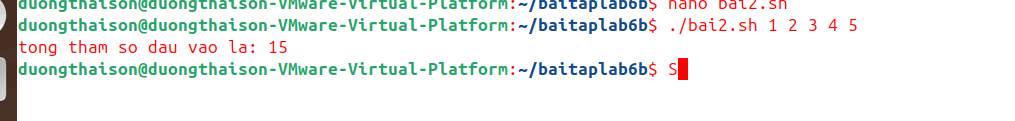 duongthaison@duongthaison-VMware-Virtual-Platform:~/baitaplab6b$ nano bai2.sh
duongthaison@duongthaison-VMware-Virtual-Platform:~/baitaplab6b$ ./bai2.sh 1 2 3 4 5
tong tham so dau vao la: 15
duongthaison@duongthaison-VMware-Virtual-Platform:~/baitaplab6b$ S